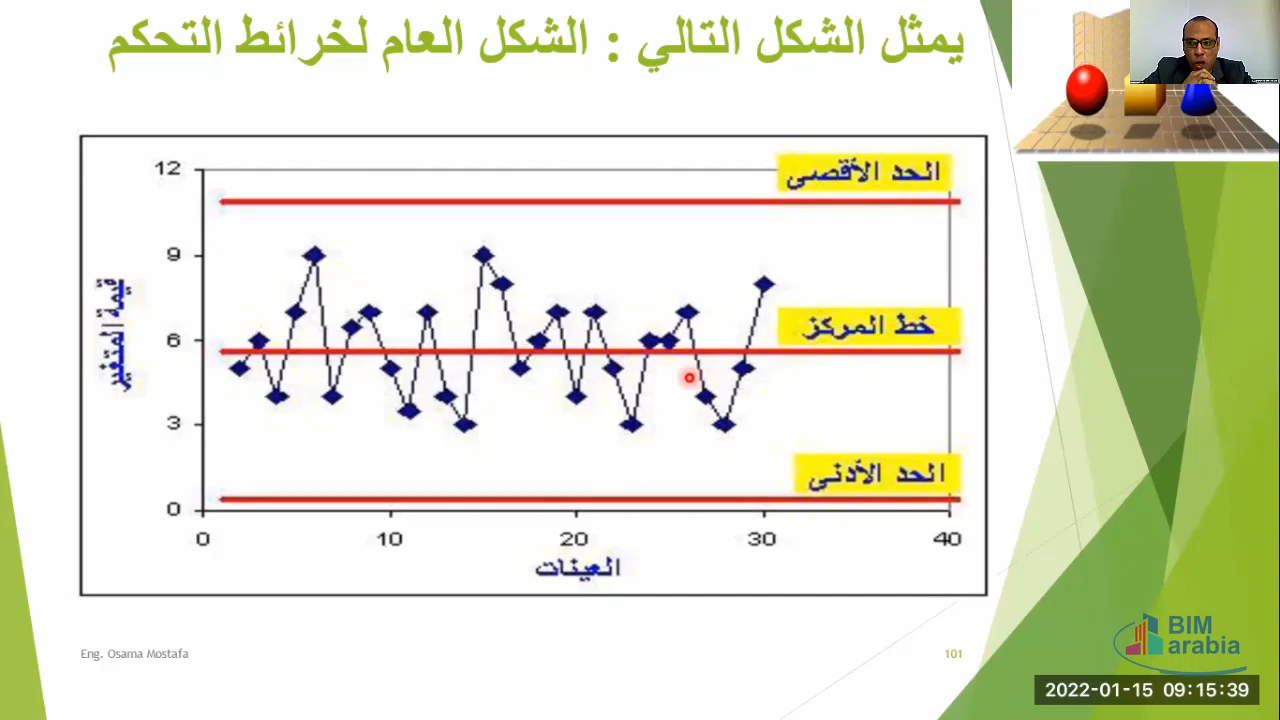 يمثل الشكل التالي : الشكل العام لخرائط التحكم
12
الحد الأقصى
9
قيمة المتغير
6
خط المركز
3
الحد الأدنى
0
0 10 20 30 40
العينات
Eng. Osama Mostafa
101
BIM
arabia
2022-01-15 09:15:39